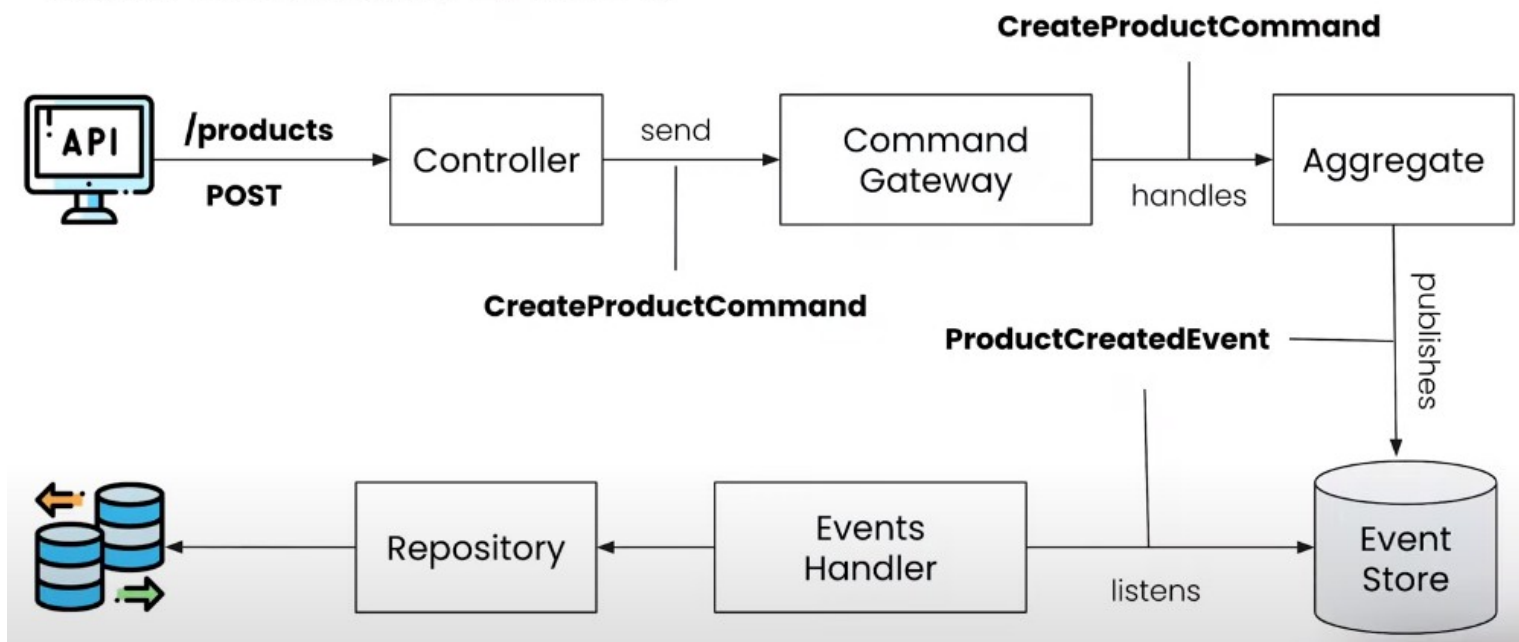 CreateProductCommand
! API
/products
POST
Controller
send
Command
Gateway
handles
Aggregate
CreateProductCommand
ProductCreatedEvent
publishes
Repository
Events
Handler
listens
Event
Store